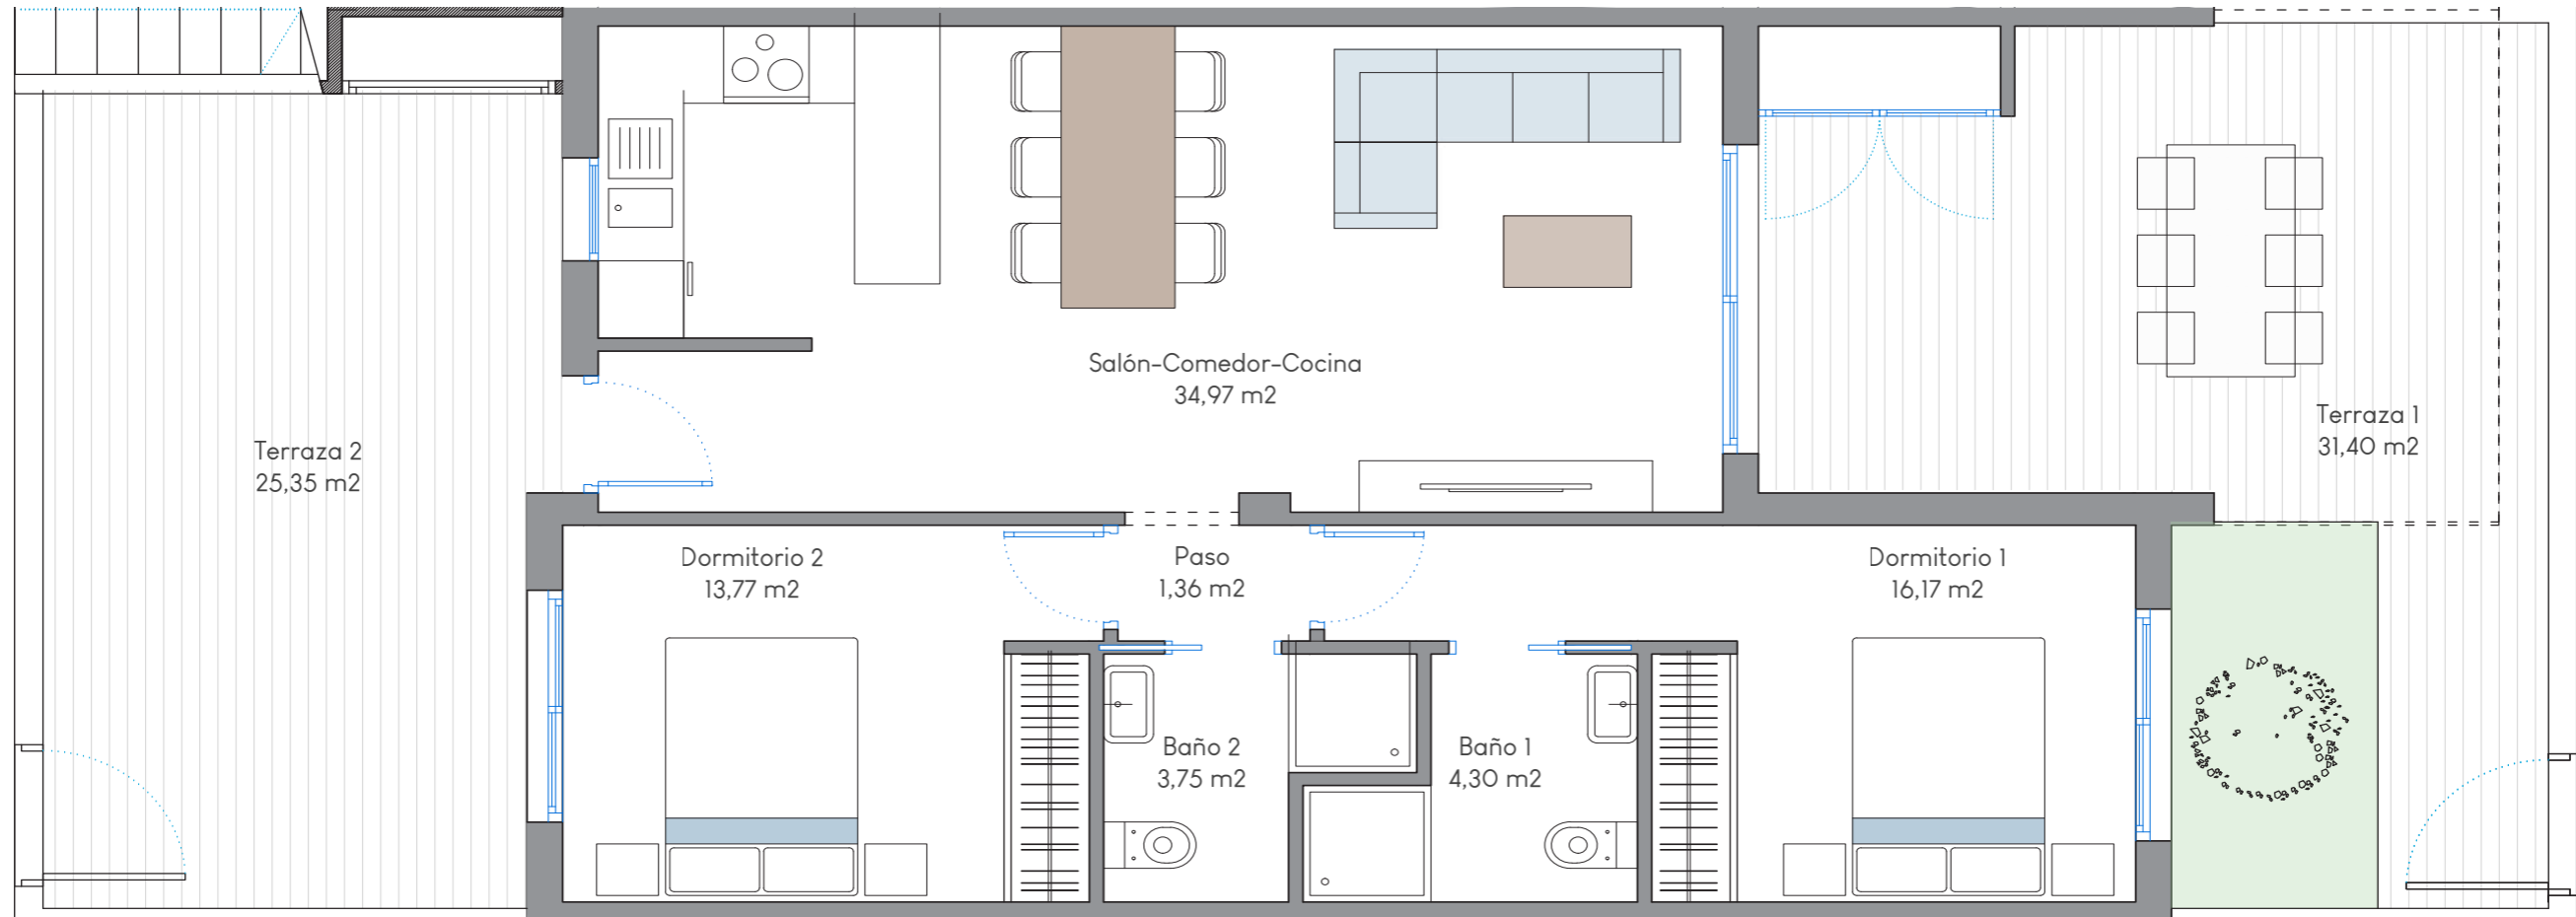 Salón-Comedor-Cocina
34,97 m2
Terraza 1
31,40 m2
Terraza 2
25,35 m2
Dormitorio 2
13,77 m2
Paso
1,36 m2
Dormitorio 1
16,17 m2
Baño 2
3,75 m2
Baño 1
4,30 m2